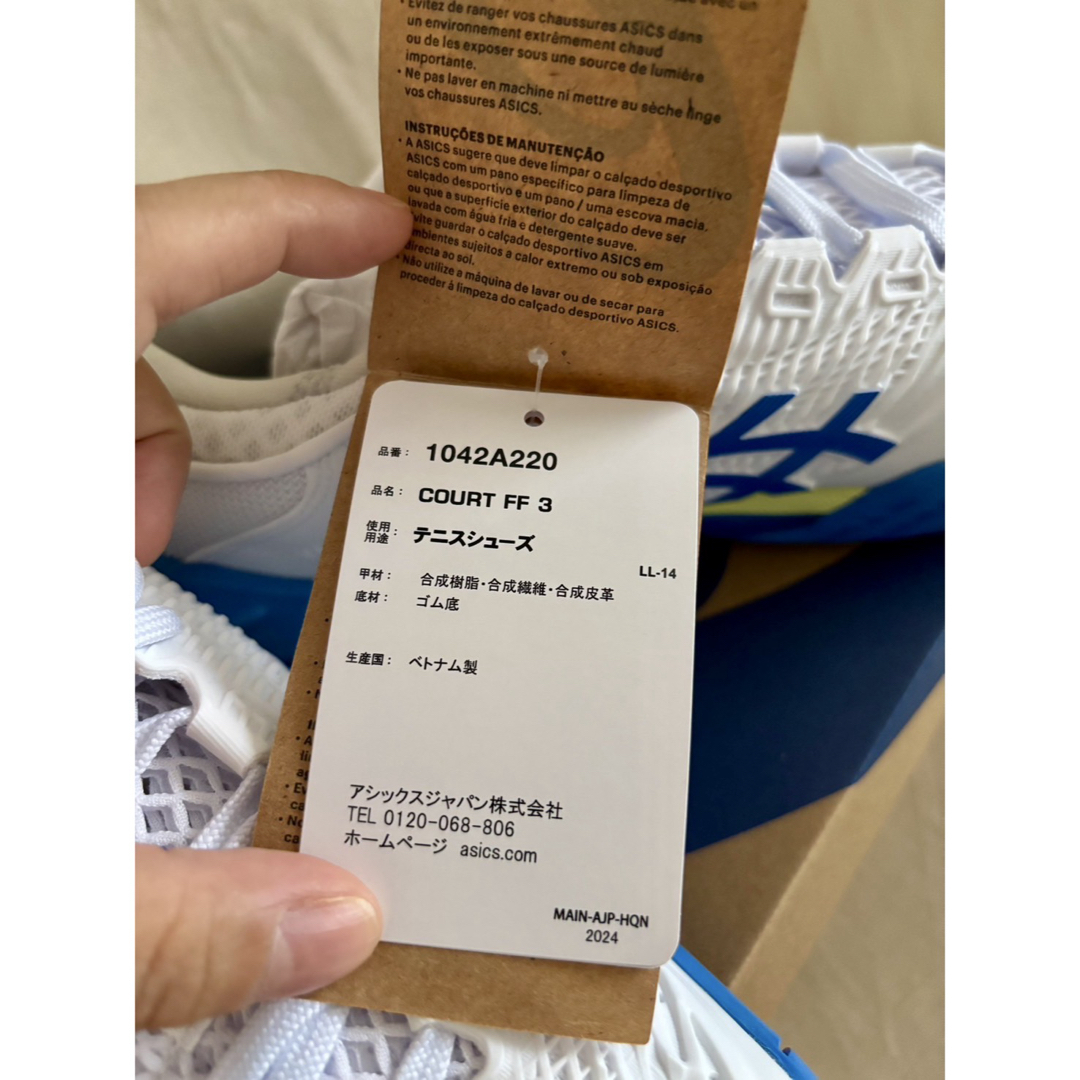 • Évitez de ranger vos chaussures ASICS dans
un environnement extrêmement chaud
ou de les exposer sous une source de lumière
importante.
• Ne pas laver en machine ni mettre au sèche linge
vos chaussures ASICS.
INSTRUÇÕES DE MANUTENÇÃO
• A ASICS sugere que deve limpar o calçado desportivo
ASICS com um pano específico para limpeza de
calçado desportivo e um pano / uma escova macia.
ou que a superfície exterior do calçado deve ser
lavada com água fria e detergente suave.
Evite guardar o calçado desportivo ASICS em
ambientes sujeitos a calor extremo ou sob exposição
directa ao sol.
• Não utilize a máquina de lavar ou de secar para
proceder à limpeza do calçado desportivo ASICS.
品番： 1042A220
品名： COURT FF 3
使用用途： テニスシューズ
LL-14
甲材： 合成樹脂・合成繊維・合成皮革
底材： ゴム底
生産国： ベトナム製
アシックスジャパン株式会社
TEL 0120-068-806
ホームページ asics.com
MAIN-AJP-HQN
2024